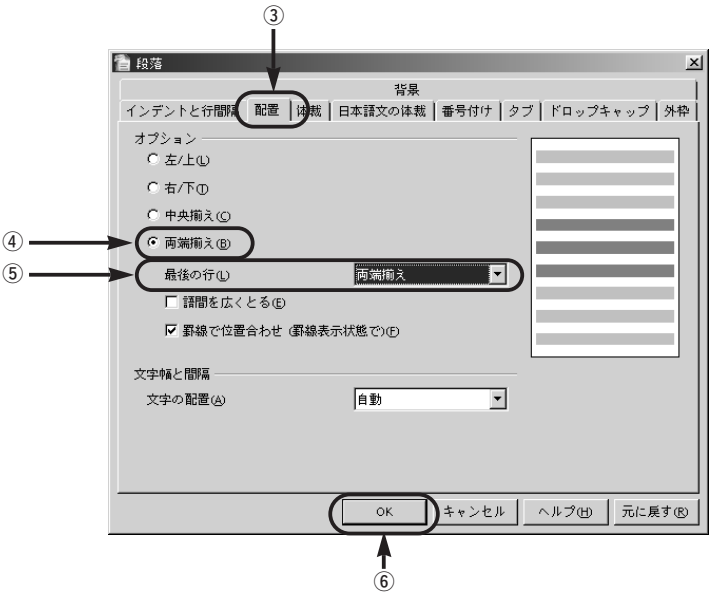 ③
段落
背景
インデントと行間隔 配置 体裁 日本語文の体裁 番号付け タブ ドロップキャップ 外枠
オプション
左/上(L)
右/下(T)
中央揃え(C)
④
両端揃え(B)
⑤
最後の行(L) 両端揃え
語間を広くとる(E)
罫線で位置合わせ (罫線表示状態で)(F)
文字幅と間隔
文字の配置(A) 自動
OK キャンセル ヘルプ(H) 元に戻す(R)
⑥